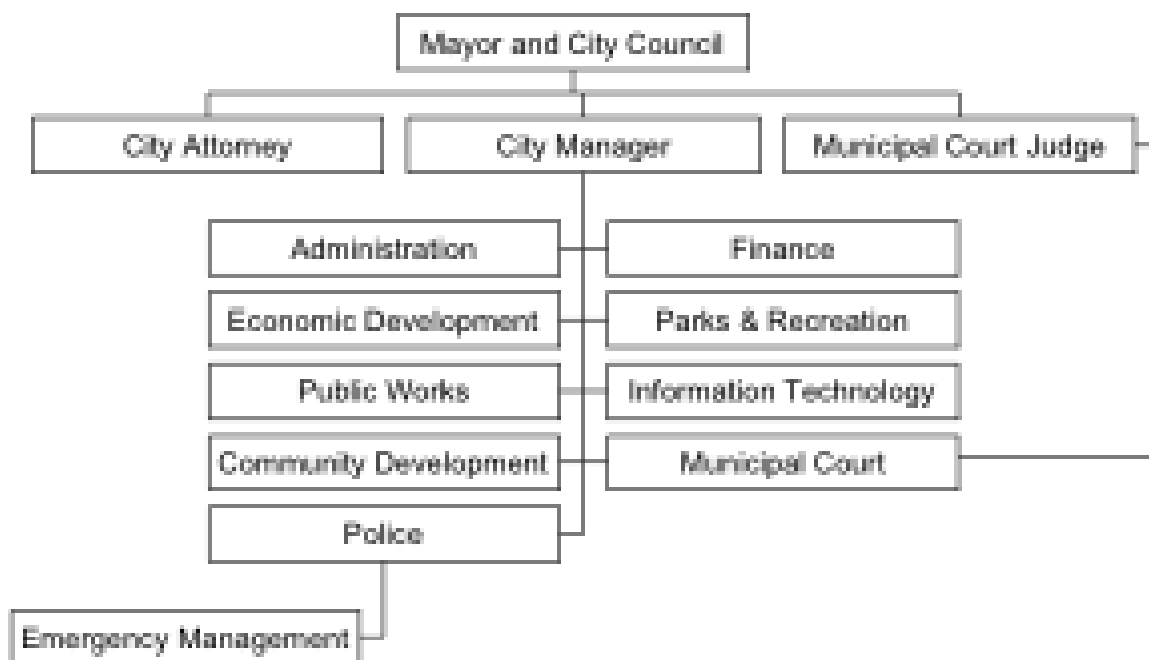 Mayor and City Council
City Attorney
City Manager
Municipal Court Judge
Administration
Finance
Economic Development
Parks & Recreation
Public Works
Information Technology
Community Development
Municipal Court
Police
Emergency Management